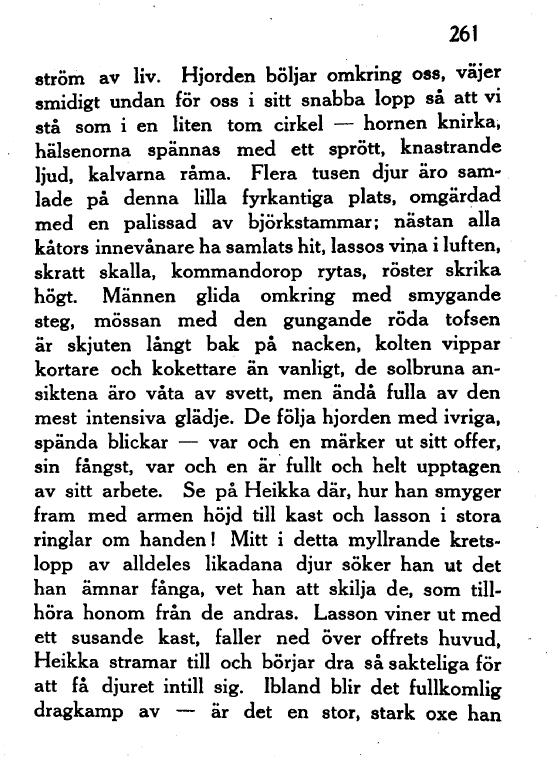 261
ström av liv. Hjorden böljar omkring oss, väjer
smidigt undan för oss i sitt snabba lopp så att vi
stå som i en liten tom cirkel — hornen knirka,
hälsenorna spännas med ett sprött, knastrande
ljud, kalvarna råma. Flera tusen djur äro sam-
lade på denna lilla fyrkantiga plats, omgärdad
med en palissad av björkstammar; nästan alla
kåtors innevånare ha samlats hit, lassos vina i luften,
skratt skalla, kommandorop rytas, röster skrika
högt. Männen glida omkring med smygande
steg, mössan med den gungande röda tofsen
är skjuten långt bak på nacken, kolten vippar
kortare och kokettare än vanligt, de solbruna an-
siktena äro våta av svett, men ändå fulla av den
mest intensiva glädje. De följa hjorden med ivriga,
spända blickar — var och en märker ut sitt offer,
sin fångst, var och en är fullt och helt upptagen
av sitt arbete. Se på Heikka där, hur han smyger
fram med armen höjd till kast och lasson i stora
ringlar om handen! Mitt i detta myllrande krets-
lopp av alldeles likadana djur söker han ut det
han ämnar fånga, vet han att skilja de, som till-
höra honom från de andras. Lasson viner ut med
ett susande kast, faller ned över offrets huvud,
Heikka stramar till och börjar dra så sakteliga för
att få djuret intill sig. Ibland blir det fullkomlig
dragkamp av — är det en stor, stark oxe han